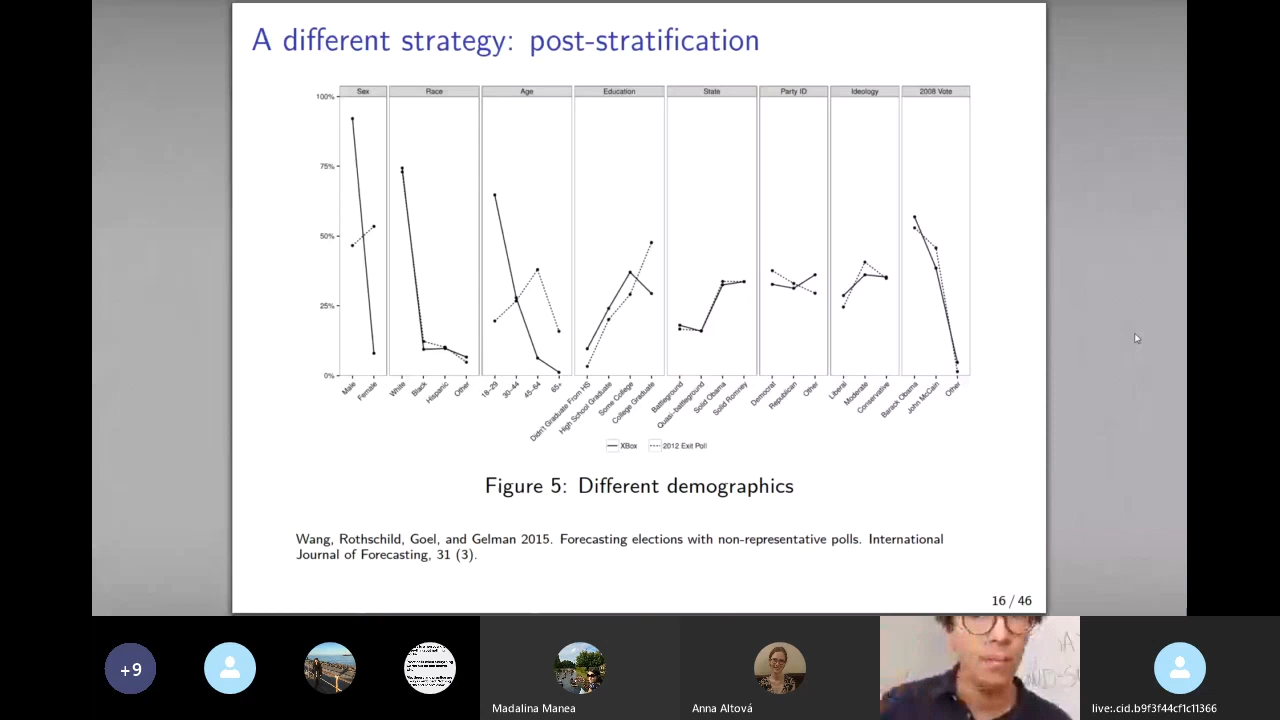 A different strategy: post-stratification
Sex Race Age Education State Party ID Ideology 2008 Vote
100%
75%
50%
25%
0%
Male Female White Black Hispanic Other 18−29 30−44 45−64 65+ Didn't Graduate From HS High School Graduate Some College College Graduate Battleground Quasi−battleground Solid Obama Solid Romney Democrat Republican Other Liberal Moderate Conservative Barack Obama John McCain Other
XBox 2012 Exit Poll
Figure 5: Different demographics
Wang, Rothschild, Goel, and Gelman 2015. Forecasting elections with non-representative polls. International
Journal of Forecasting, 31 (3).
16 / 46
+9
Madalina Manea
Anna Altová
live:.cid.b9f3f44cf1c11366